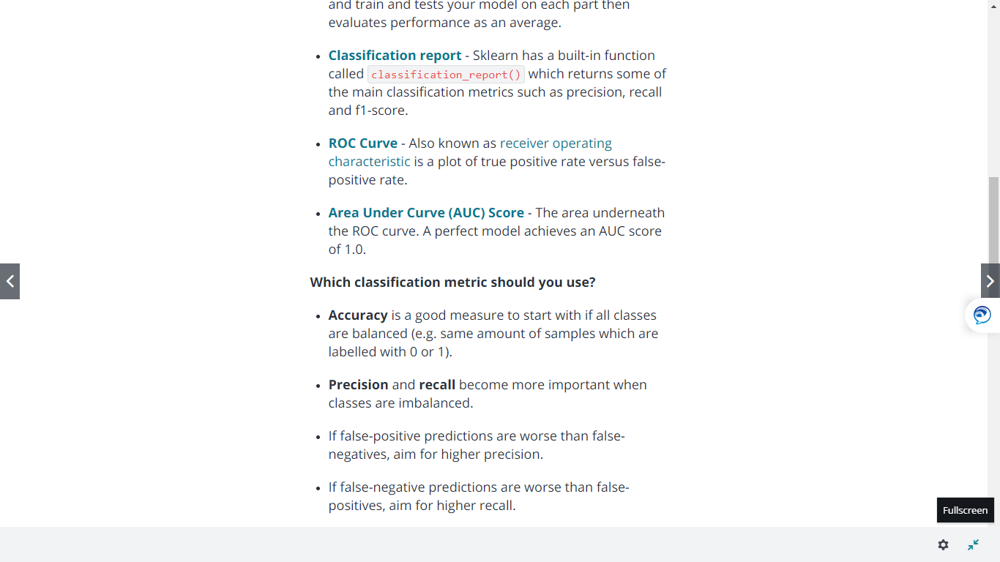 and train and tests your model on each part then
evaluates performance as an average.
Classification report - Sklearn has a built-in function
called classification_report() which returns some of
the main classification metrics such as precision, recall
and f1-score.
ROC Curve - Also known as receiver operating
characteristic is a plot of true positive rate versus false-
positive rate.
Area Under Curve (AUC) Score - The area underneath
the ROC curve. A perfect model achieves an AUC score
of 1.0.
Which classification metric should you use?
Accuracy is a good measure to start with if all classes
are balanced (e.g. same amount of samples which are
labelled with 0 or 1).
Precision and recall become more important when
classes are imbalanced.
If false-positive predictions are worse than false-
negatives, aim for higher precision.
If false-negative predictions are worse than false-
positives, aim for higher recall.
Fullscreen